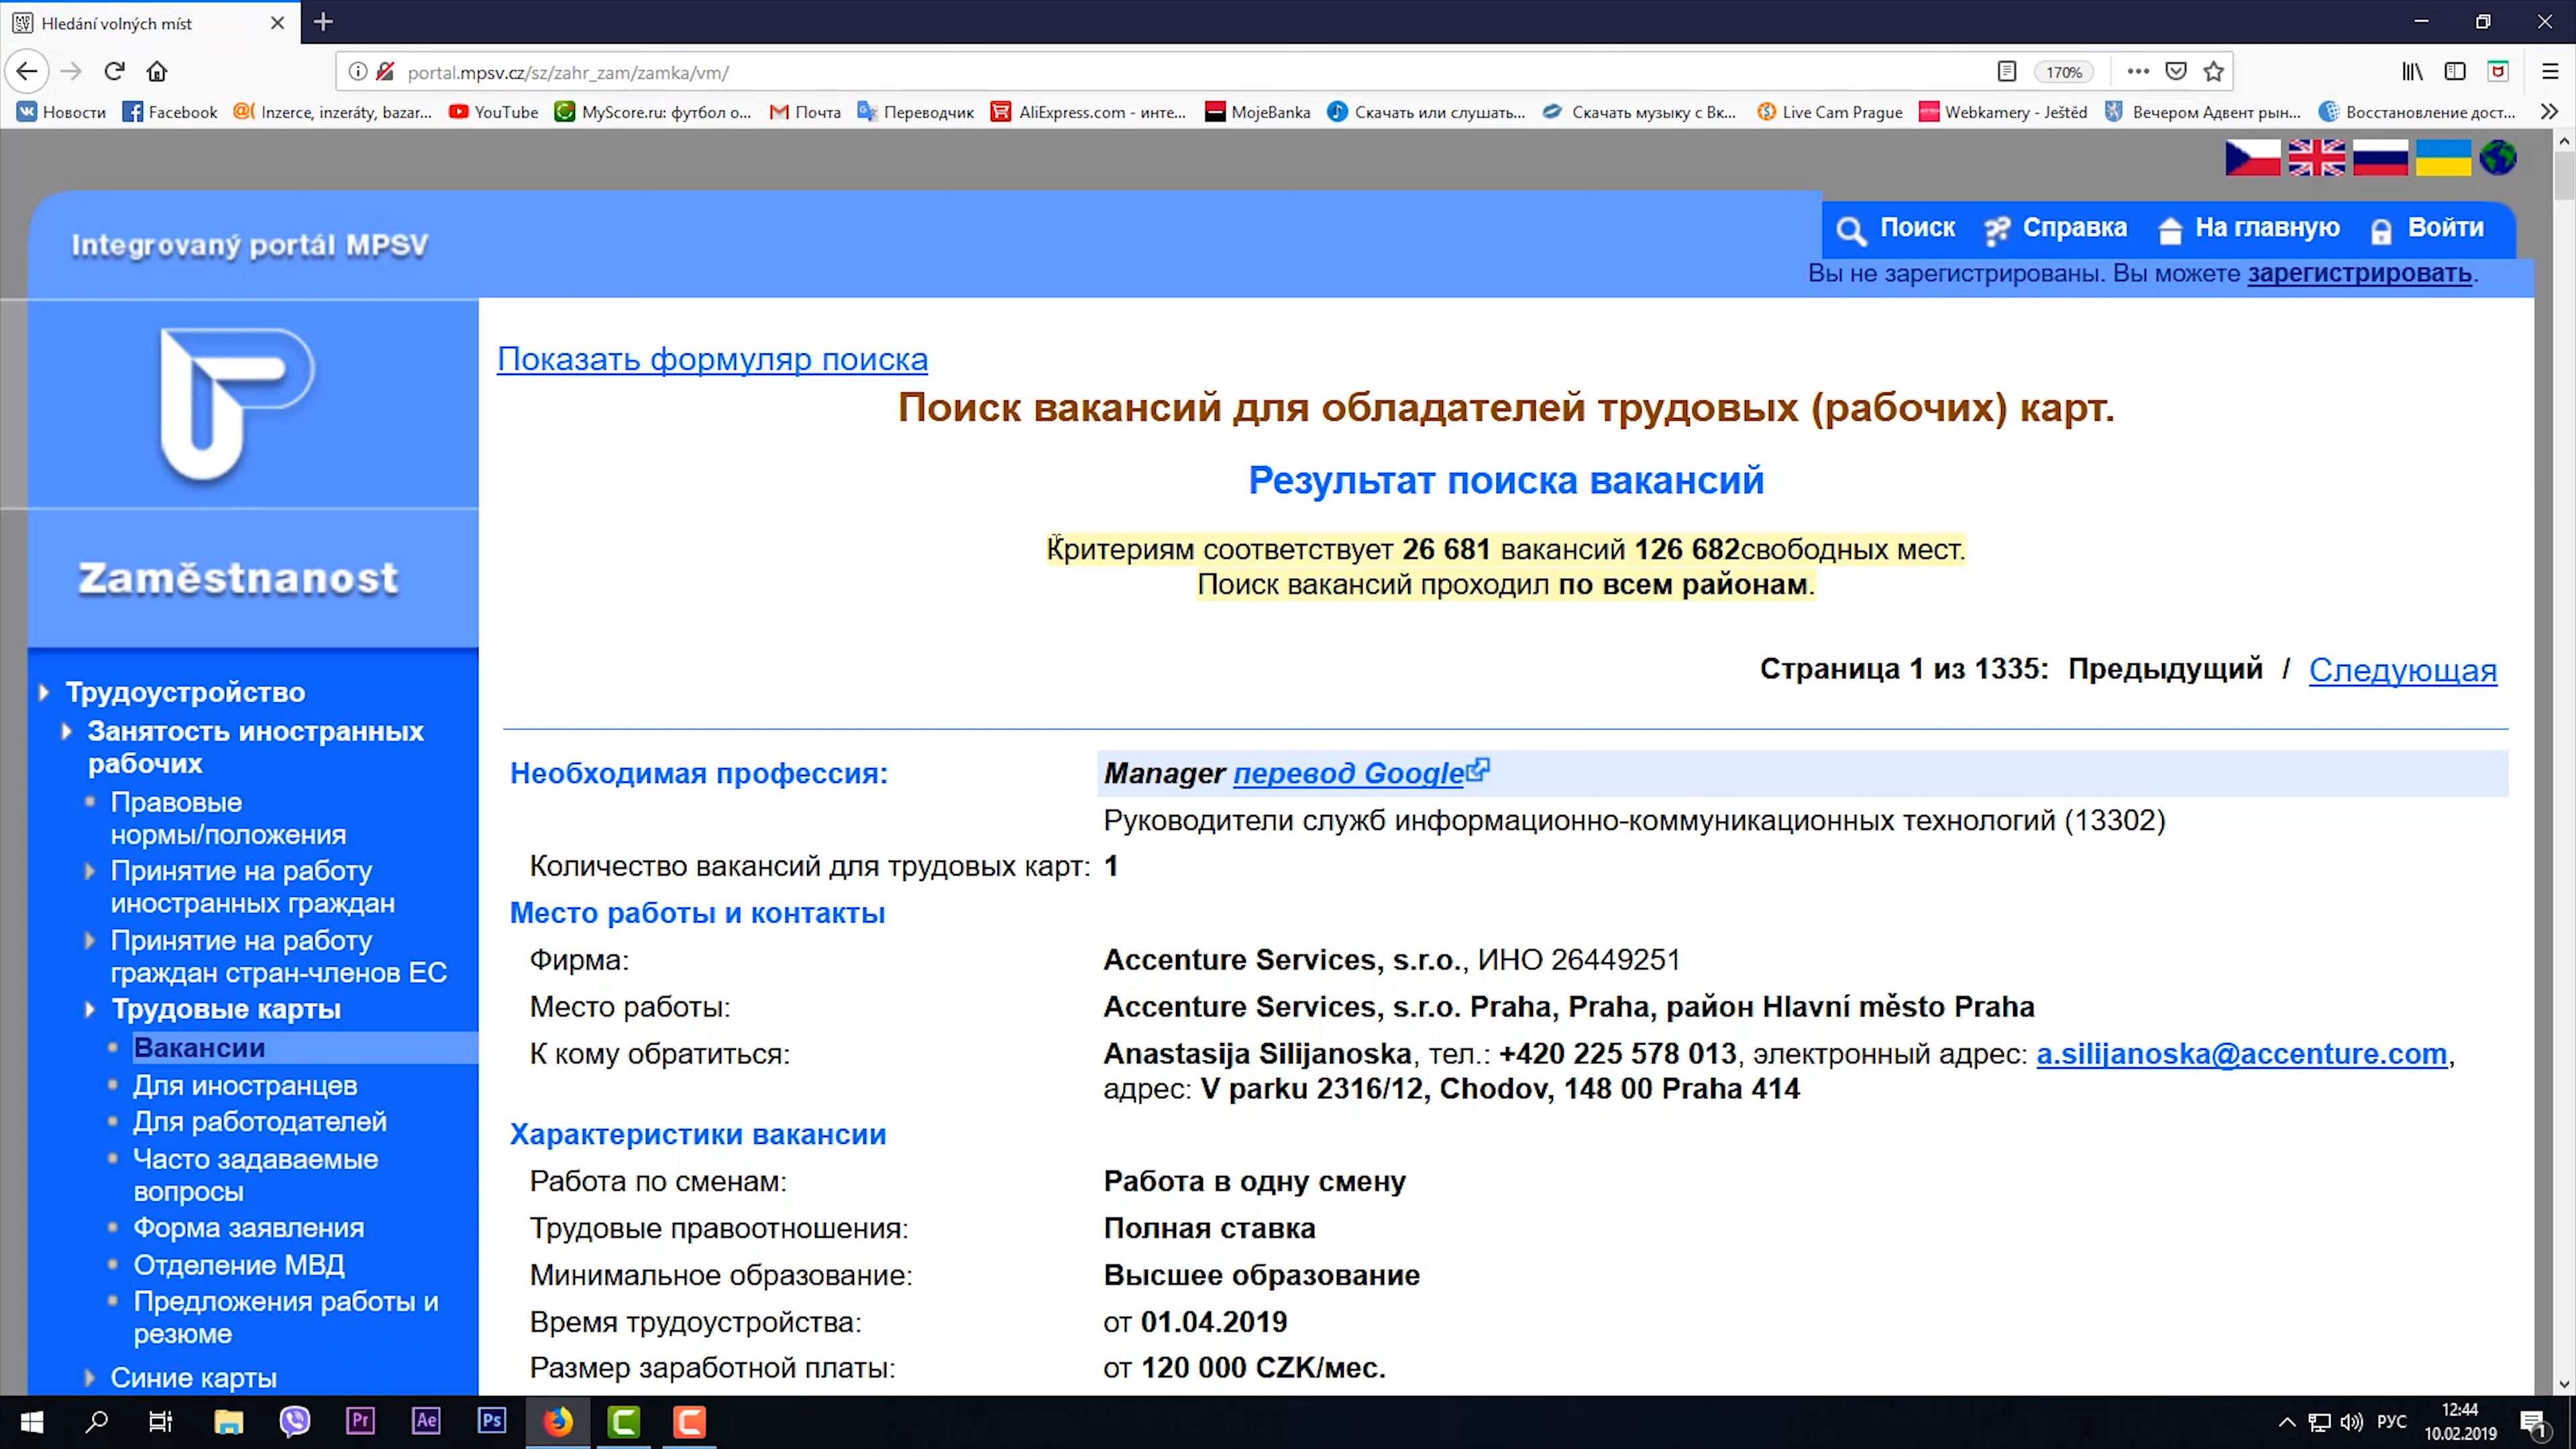 Hledání volných míst
portal.mpsv.cz/sz/zahr_zam/zamka/vm/
170%
Новости
Facebook
Inzerce, inzeráty, bazar...
YouTube
MyScore.ru: футбол о...
Почта
Переводчик
AliExpress.com - инте...
MojeBanka
Скачать или слушать...
Скачать музыку с Вк...
Live Cam Prague
Webkamery - Ještěd
Вечером Адвент рын...
Восстановление дост...
Integrovaný portál MPSV
Поиск
Справка
На главную
Войти
Вы не зарегистрированы. Вы можете зарегистрировать.
Zaměstnanost
Трудоустройство
Занятость иностранных
рабочих
Правовые
нормы/положения
Принятие на работу
иностранных граждан
Принятие на работу
граждан стран-членов ЕС
Трудовые карты
Вакансии
Для иностранцев
Для работодателей
Часто задаваемые
вопросы
Форма заявления
Отделение МВД
Предложения работы и
резюме
Синие карты
Показать формуляр поиска
Поиск вакансий для обладателей трудовых (рабочих) карт.
Результат поиска вакансий
Критериям соответствует 26 681 вакансий 126 682свободных мест.
Поиск вакансий проходил по всем районам.
Страница 1 из 1335: Предыдущий / Следующая
Необходимая профессия: Manager перевод Google
Руководители служб информационно-коммуникационных технологий (13302)
Количество вакансий для трудовых карт: 1
Место работы и контакты
Фирма: Accenture Services, s.r.o., ИНО 26449251
Место работы: Accenture Services, s.r.o. Praha, Praha, район Hlavní město Praha
К кому обратиться: Anastasija Silijanoska, тел.: +420 225 578 013, электронный адрес: a.silijanoska@accenture.com,
адрес: V parku 2316/12, Chodov, 148 00 Praha 414
Характеристики вакансии
Работа по сменам: Работа в одну смену
Трудовые правоотношения: Полная ставка
Минимальное образование: Высшее образование
Время трудоустройства: от 01.04.2019
Размер заработной платы: от 120 000 CZK/мес.
Pr
Ae
Ps
РУС
12:44
10.02.2019
1